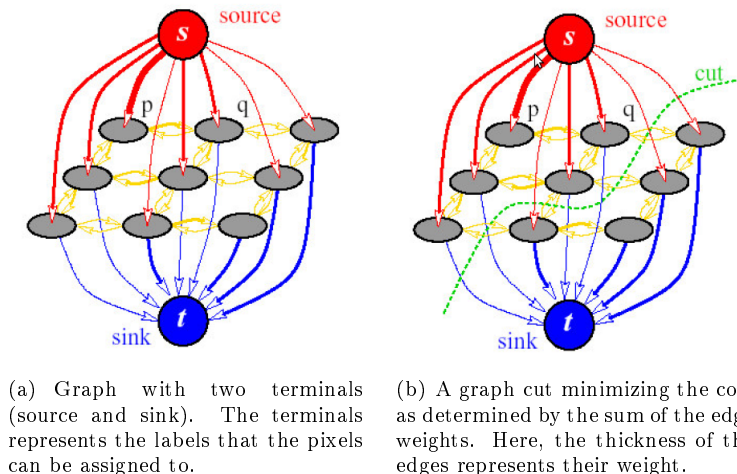 s
source
p
q
sink
t
(a) Graph with two terminals
(source and sink). The terminals
represents the labels that the pixels
can be assigned to.
s
source
cut
p
q
sink
t
(b) A graph cut minimizing the co
as determined by the sum of the edg
weights. Here, the thickness of th
edges represents their weight.